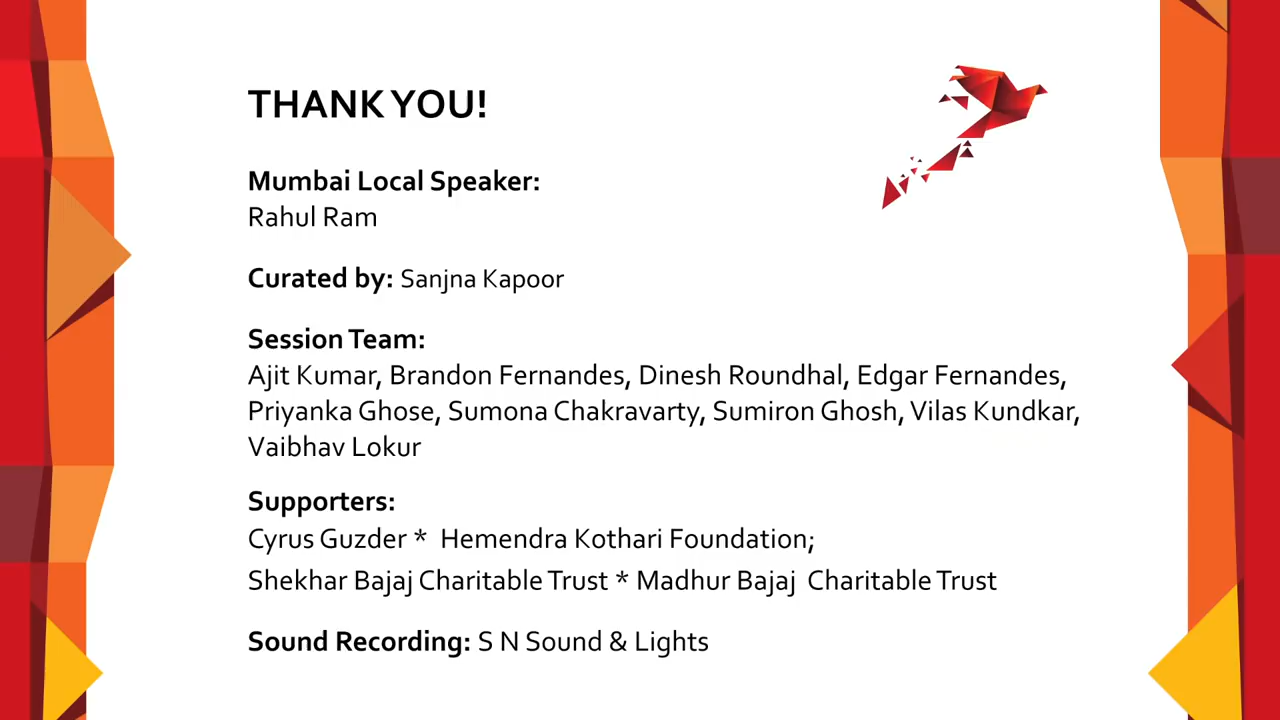 THANK YOU!
Mumbai Local Speaker:
Rahul Ram
Curated by: Sanjna Kapoor
Session Team:
Ajit Kumar, Brandon Fernandes, Dinesh Roundhal, Edgar Fernandes,
Priyanka Ghose, Sumona Chakravarty, Sumiron Ghosh, Vilas Kundkar,
Vaibhav Lokur
Supporters:
Cyrus Guzder *  Hemendra Kothari Foundation;
Shekhar Bajaj Charitable Trust * Madhur Bajaj  Charitable Trust
Sound Recording: S N Sound & Lights